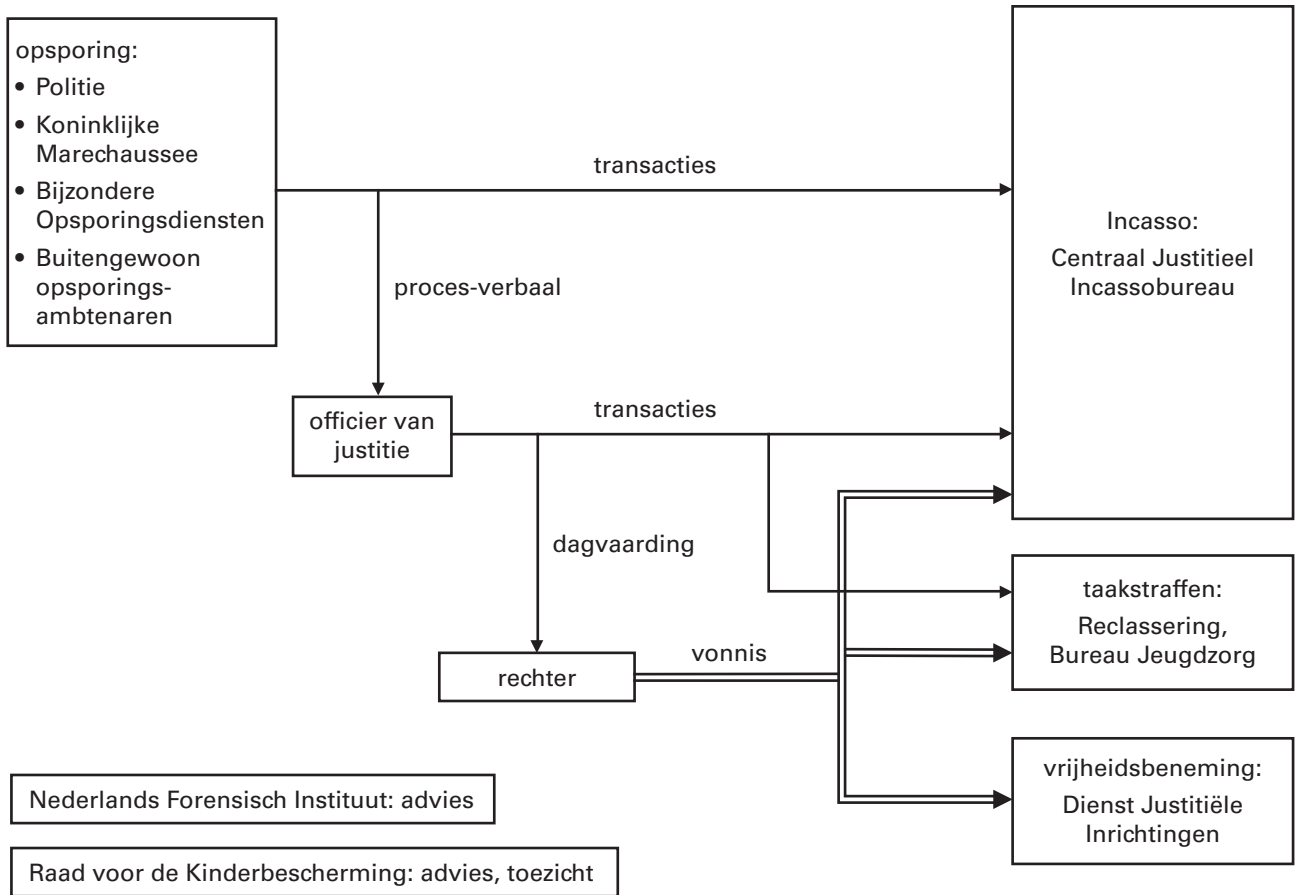 opsporing:
• Politie
• Koninklijke
Marechaussee
• Bijzondere
Opsporingsdiensten
• Buitengewoon
opsporings-
ambtenaren
transacties
Incasso:
Centraal Justitieel
Incassobureau
proces-verbaal
officier van
justitie
transacties
dagvaarding
taakstraffen:
Reclassering,
Bureau Jeugdzorg
rechter
vonnis
vrijheidsbeneming:
Dienst Justitiële
Inrichtingen
Nederlands Forensisch Instituut: advies
Raad voor de Kinderbescherming: advies, toezicht